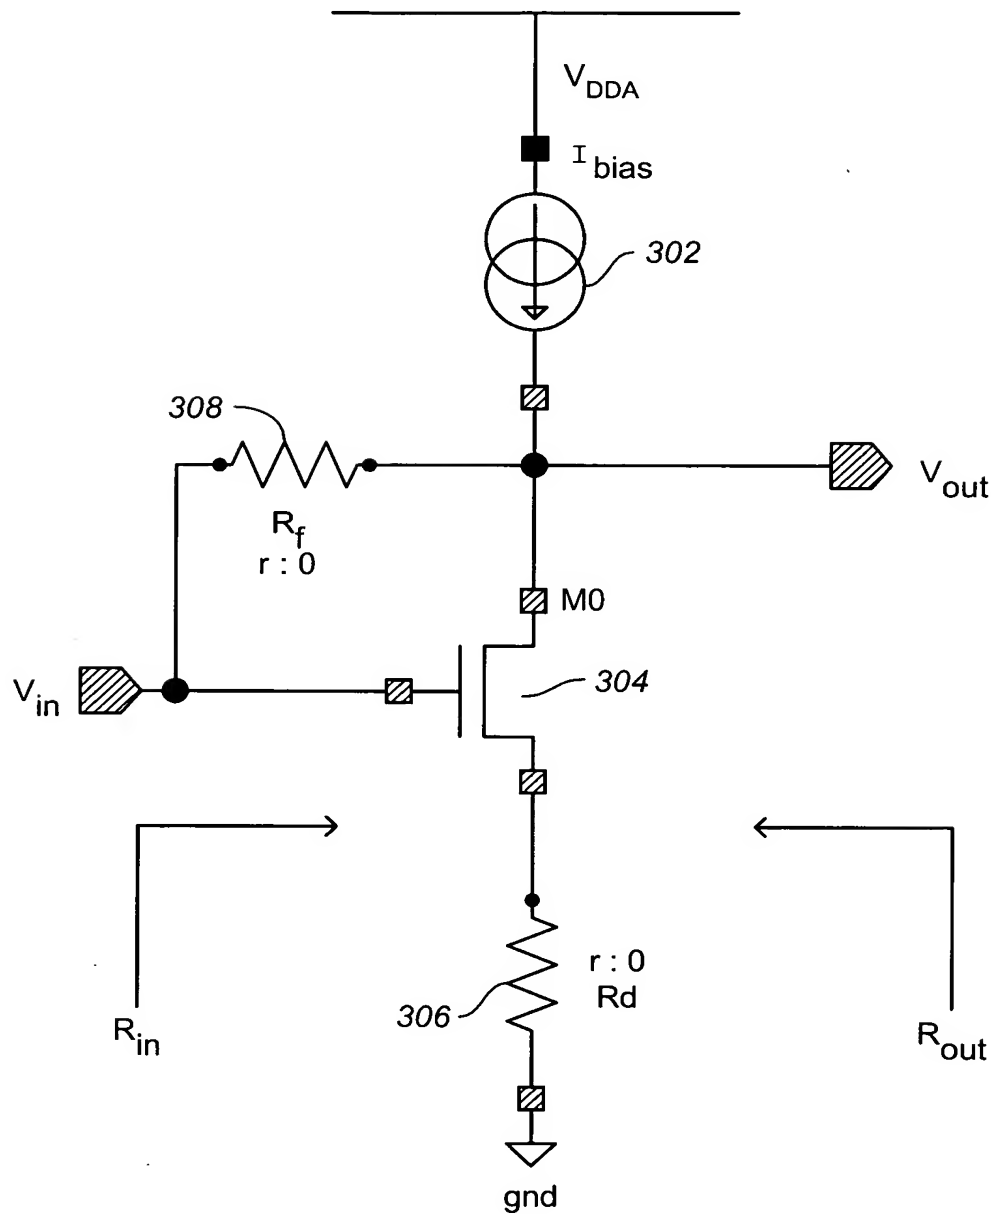 VDDA
Ibias
302
308
Vout
Rf
r : 0
M0
Vin
304
r : 0
Rd
306
Rin
Rout
gnd